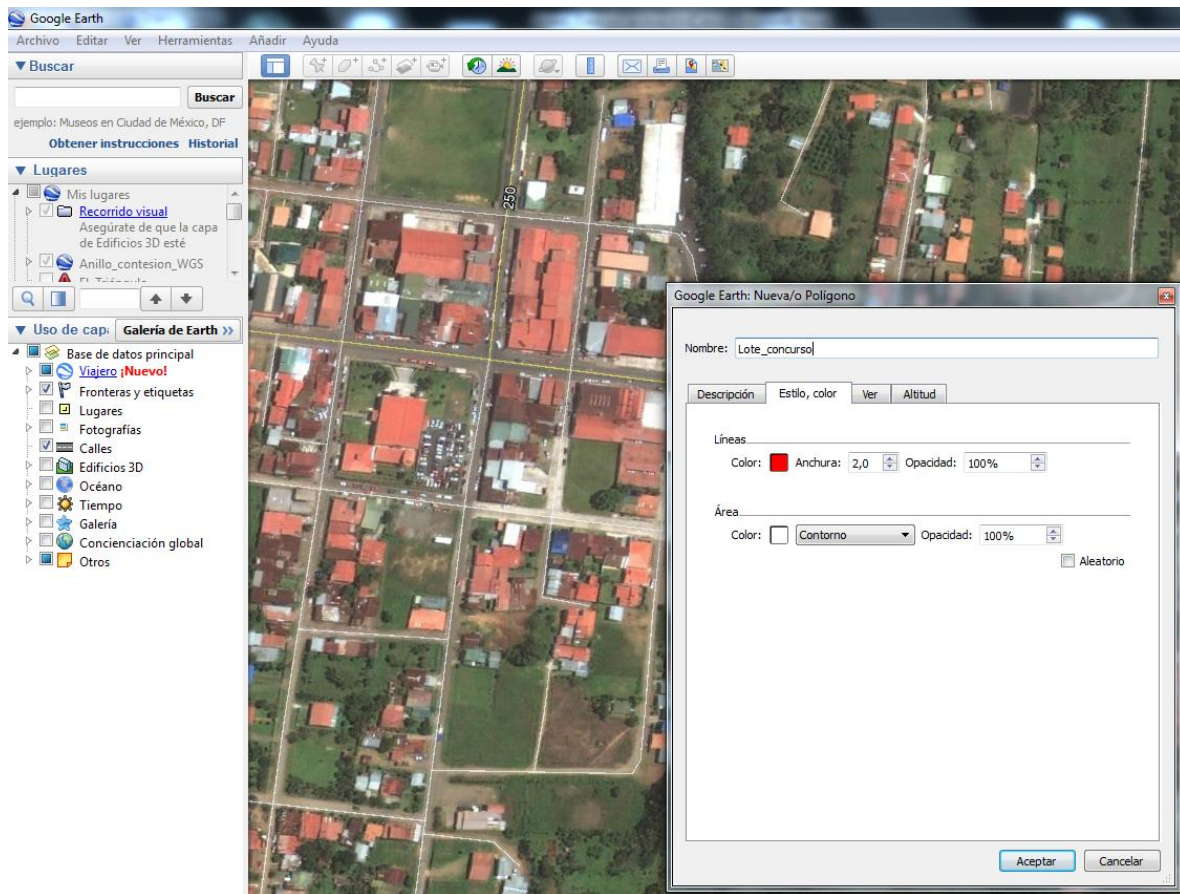 Google Earth
Archivo Editar Ver Herramientas Añadir Ayuda
Buscar
Buscar
ejemplo: Museos en Ciudad de México, DF
Obtener instrucciones Historial
Lugares
Mis lugares
Recorrido visual
Asegúrate de que la capa
de Edificios 3D esté
Anillo_contesion_WGS
El Triángulo
Uso de cap
Galería de Earth >>
Base de datos principal
Viajero ¡Nuevo!
Fronteras y etiquetas
Lugares
Fotografías
Calles
Edificios 3D
Océano
Tiempo
Galería
Concienciación global
Otros
250
Google Earth: Nueva/o Polígono
Nombre: Lote_concurso
Descripción Estilo, color Ver Altitud
Líneas
Color: Anchura: 2,0 Opacidad: 100%
Área
Color: Contorno Opacidad: 100%
Aleatorio
Aceptar Cancelar